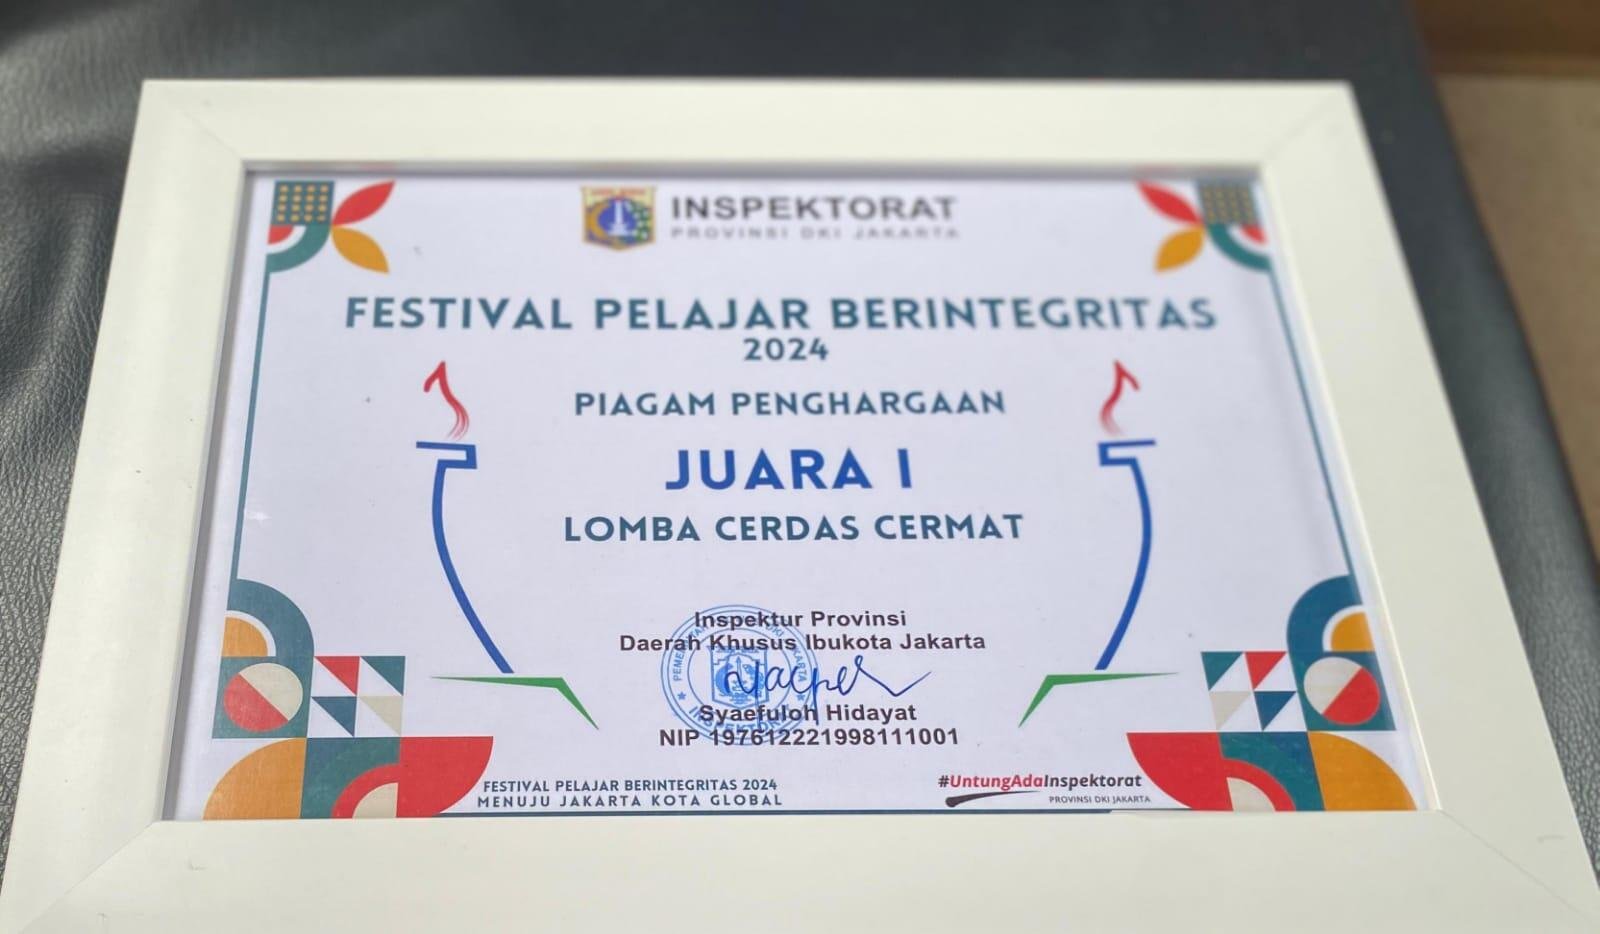 INSPEKTORAT
PROVINSI DKI JAKARTA
FESTIVAL PELAJAR BERINTEGRITAS
2024
PIAGAM PENGHARGAAN
JUARA I
LOMBA CERDAS CERMAT
Inspektur Provinsi
Daerah Khusus Ibukota Jakarta
Syaefuloh Hidayat
NIP 197612221998111001
FESTIVAL PELAJAR BERINTEGRITAS 2024
MENUJU JAKARTA KOTA GLOBAL
#UntungAdaInspektorat
PROVINSI DKI JAKARTA